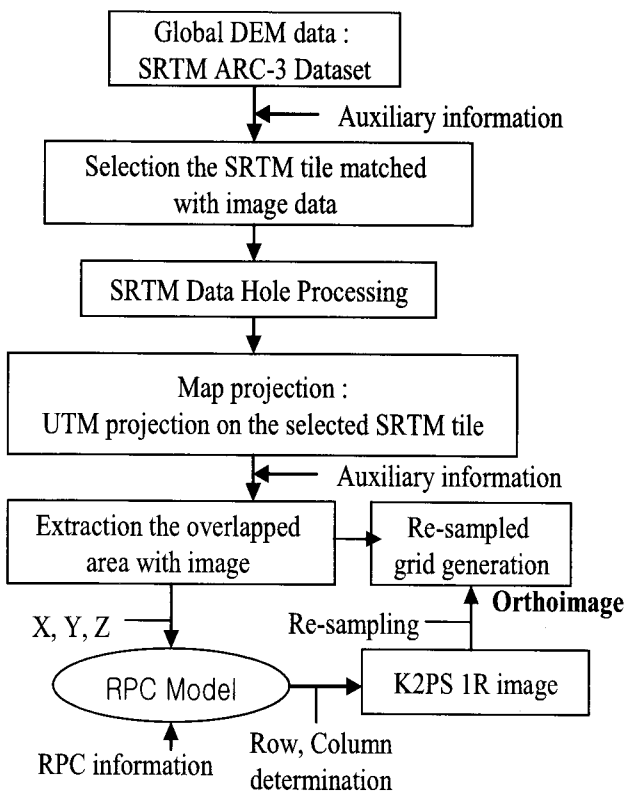 Global DEM data :
SRTM ARC-3 Dataset
Auxiliary information
Selection the SRTM tile matched
with image data
SRTM Data Hole Processing
Map projection :
UTM projection on the selected SRTM tile
Auxiliary information
Extraction the overlapped
area with image
Re-sampled
grid generation
Orthoimage
X, Y, Z
Re-sampling
RPC Model
K2PS 1R image
RPC information
Row, Column
determination